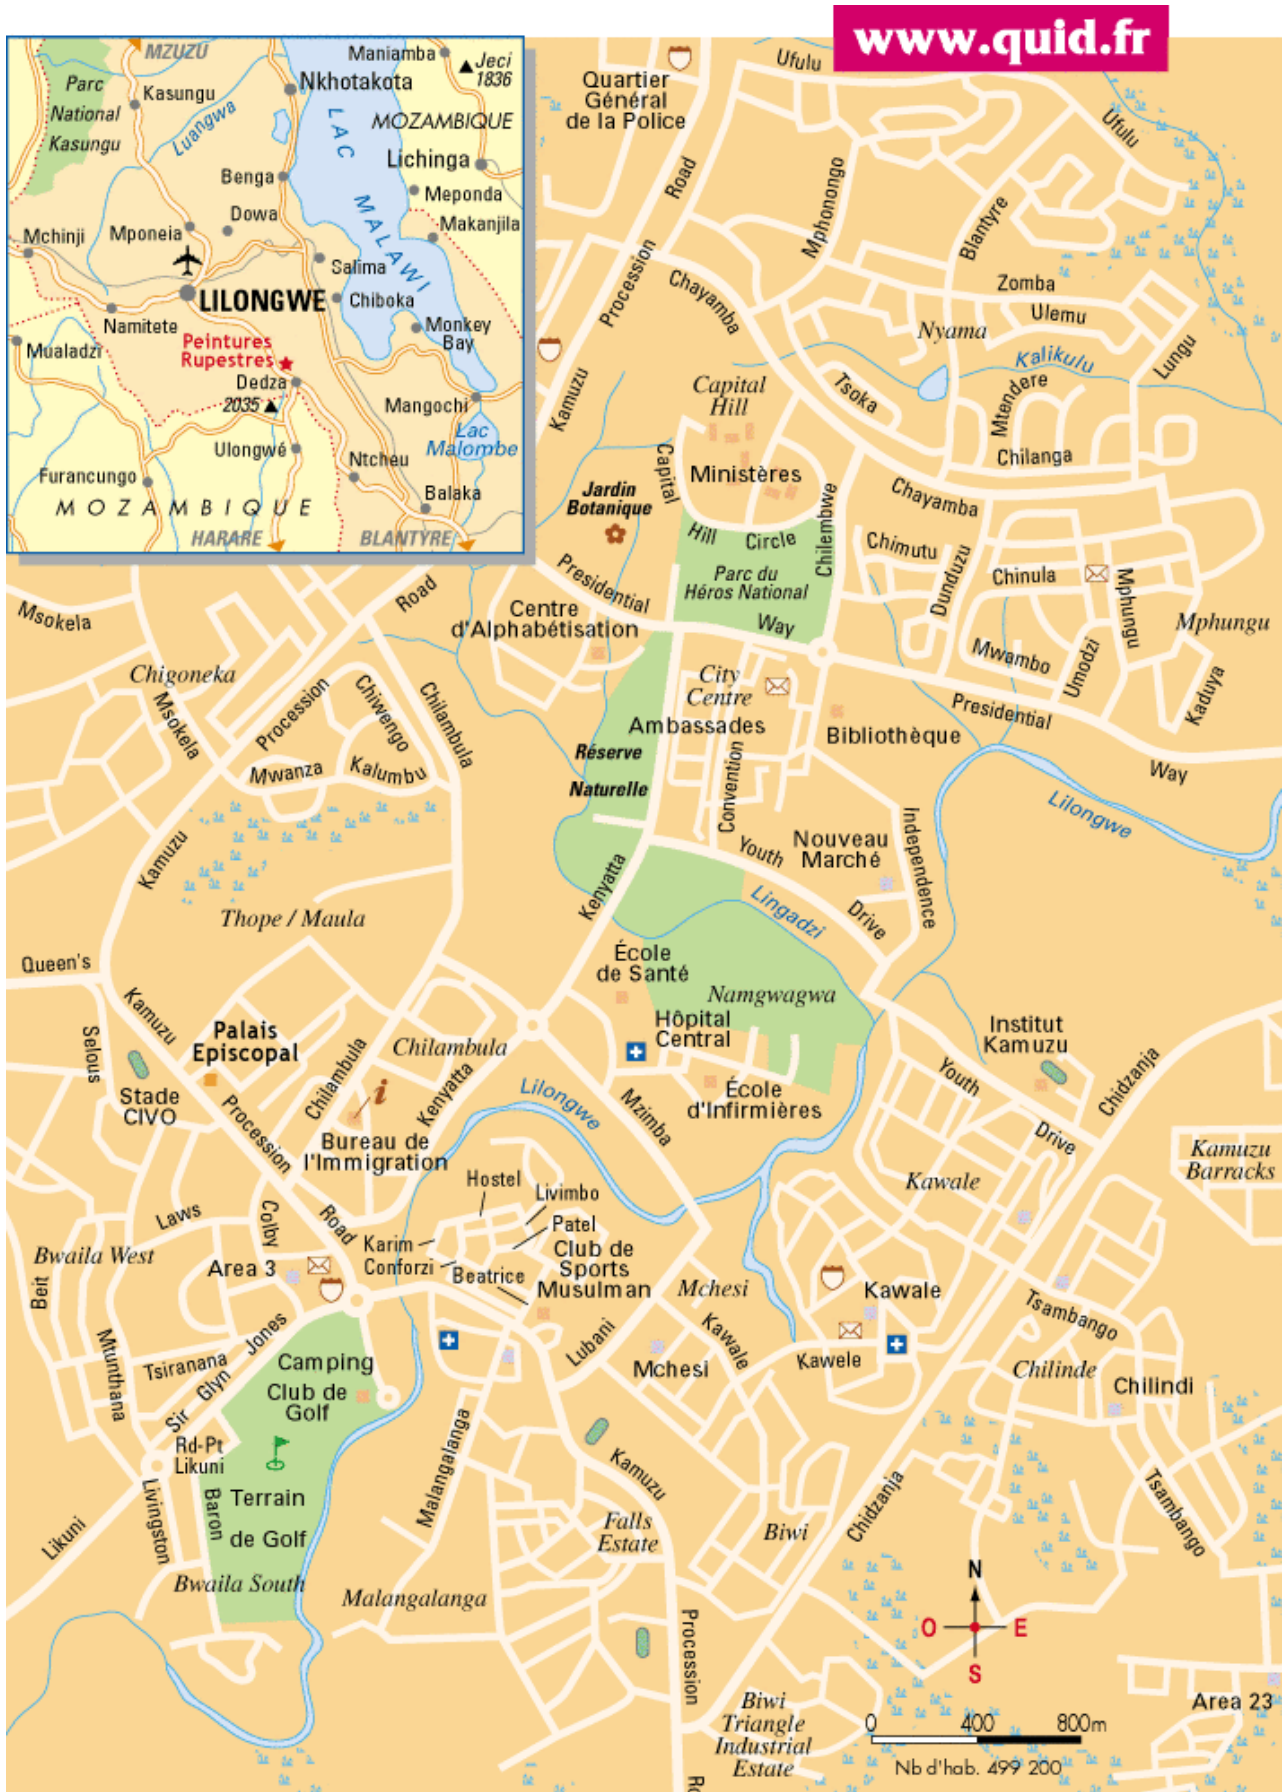 www.quid.fr
MZUZU
Maniamba
Jeci
1836
Parc
National
Kasungu
Kasungu
Luangwa
Nkhotakota
LAC MALAWI
MOZAMBIQUE
Lichinga
Benga
Meponda
Dowa
Makanjila
Mchinji
Mponeia
Salima
LILONGWE
Chiboka
Namitete
Monkey
Bay
Mualadzi
Peintures
Rupestres
Dedza
2035
Mangochi
Lac
Malombe
Ulongwé
Ntcheu
Furancungo
Balaka
MOZAMBIQUE
HARARE
BLANTYRE
Quartier
Général
de la Police
Ufulu
Ufulu
Road
Mphonongo
Blantyre
Procession
Chayamba
Zomba
Ulemu
Nyama
Kalikulu
Lungu
Kamuzu
Capital
Hill
Tsoka
Mtendere
Chilanga
Capital
Ministères
Chayamba
Jardin
Botanique
Hill
Circle
Chilembwe
Chimutu
Dunduzu
Chinula
Mphungu
Mphungu
Parc du
Héros National
Presidential
Way
Road
Msokela
Centre
d'Alphabétisation
Mwambo
Umodzi
Kaduya
Chigoneka
Msokela
Procession
Chiwengo
Chilambula
City
Centre
Ambassades
Bibliothèque
Presidential
Way
Mwanza
Kalumbu
Réserve
Naturelle
Convention
Lilongwe
Kamuzu
Youth
Nouveau
Marché
Independence
Kenyatta
Lingadzi
Drive
Thope / Maula
Queen's
École
de Santé
Namgwagwa
Kamuzu
Selous
Palais
Episcopal
Chilambula
Chilambula
Hôpital
Central
Institut
Kamuzu
Chidzanja
Stade
CIVO
Procession
Kenyatta
Lilongwe
Mzimba
École
d'Infirmières
Youth
Drive
Bureau de
l'Immigration
Kamuzu
Barracks
Hostel
Livimbo
Kawale
Laws
Colby
Road
Karim
Patel
Conforzi
Beatrice
Club de
Sports
Musulman
Bwaila West
Area 3
Beit
Mchesi
Kawale
Tsambango
Jones
Lubani
Kawale
Mtunthana
Tsiranana
Glyn
Sir
Camping
Club de
Golf
Mchesi
Kawele
Chilinde
Chilindi
Rd-Pt
Likuni
Malangalanga
Kamuzu
Livingston
Baron
Terrain
de Golf
Likuni
Falls
Estate
Biwi
Chidzanja
Tsambango
Bwaila South
Malangalanga
N
O
E
S
Procession
Biwi
Triangle
Industrial
Estate
Area 23
0 400 800m
Nb d'hab. 499 200
Ro